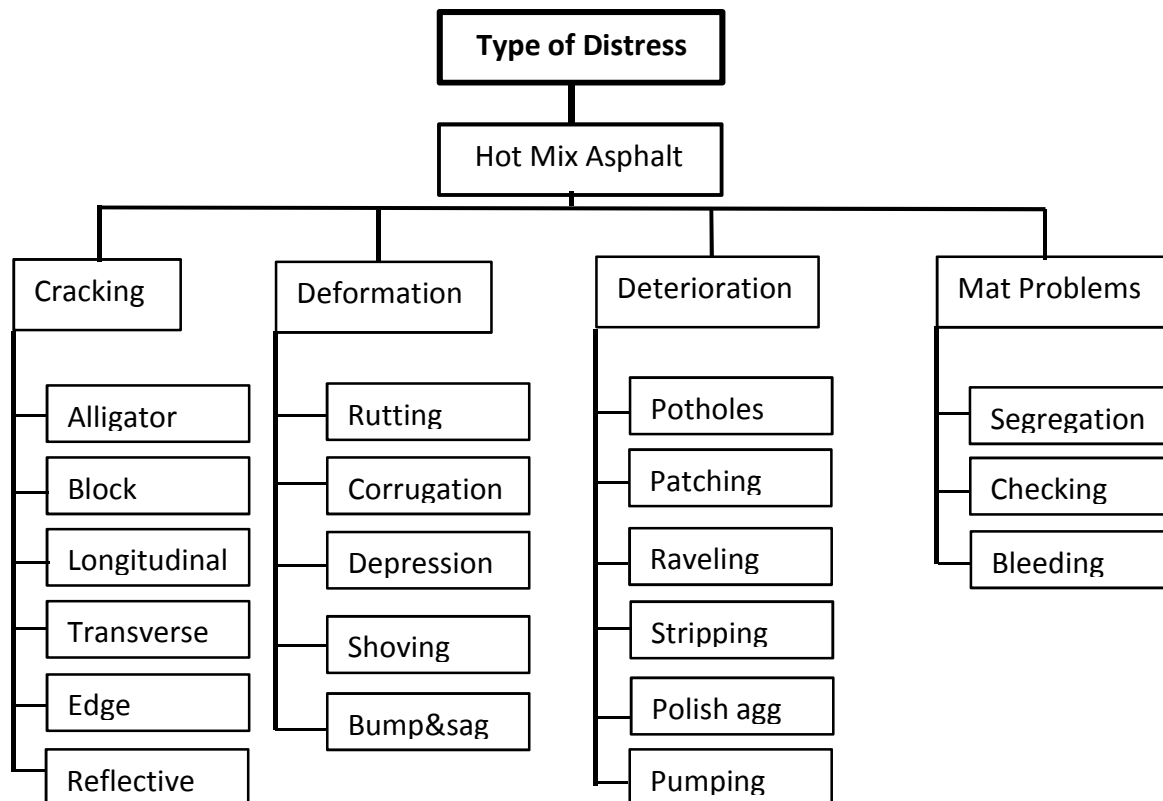 Type of Distress
Hot Mix Asphalt
Cracking
Deformation
Deterioration
Mat Problems
Alligator
Block
Longitudinal
Transverse
Edge
Reflective
Rutting
Corrugation
Depression
Shoving
Bump&sag
Potholes
Patching
Raveling
Stripping
Polish agg
Pumping
Segregation
Checking
Bleeding